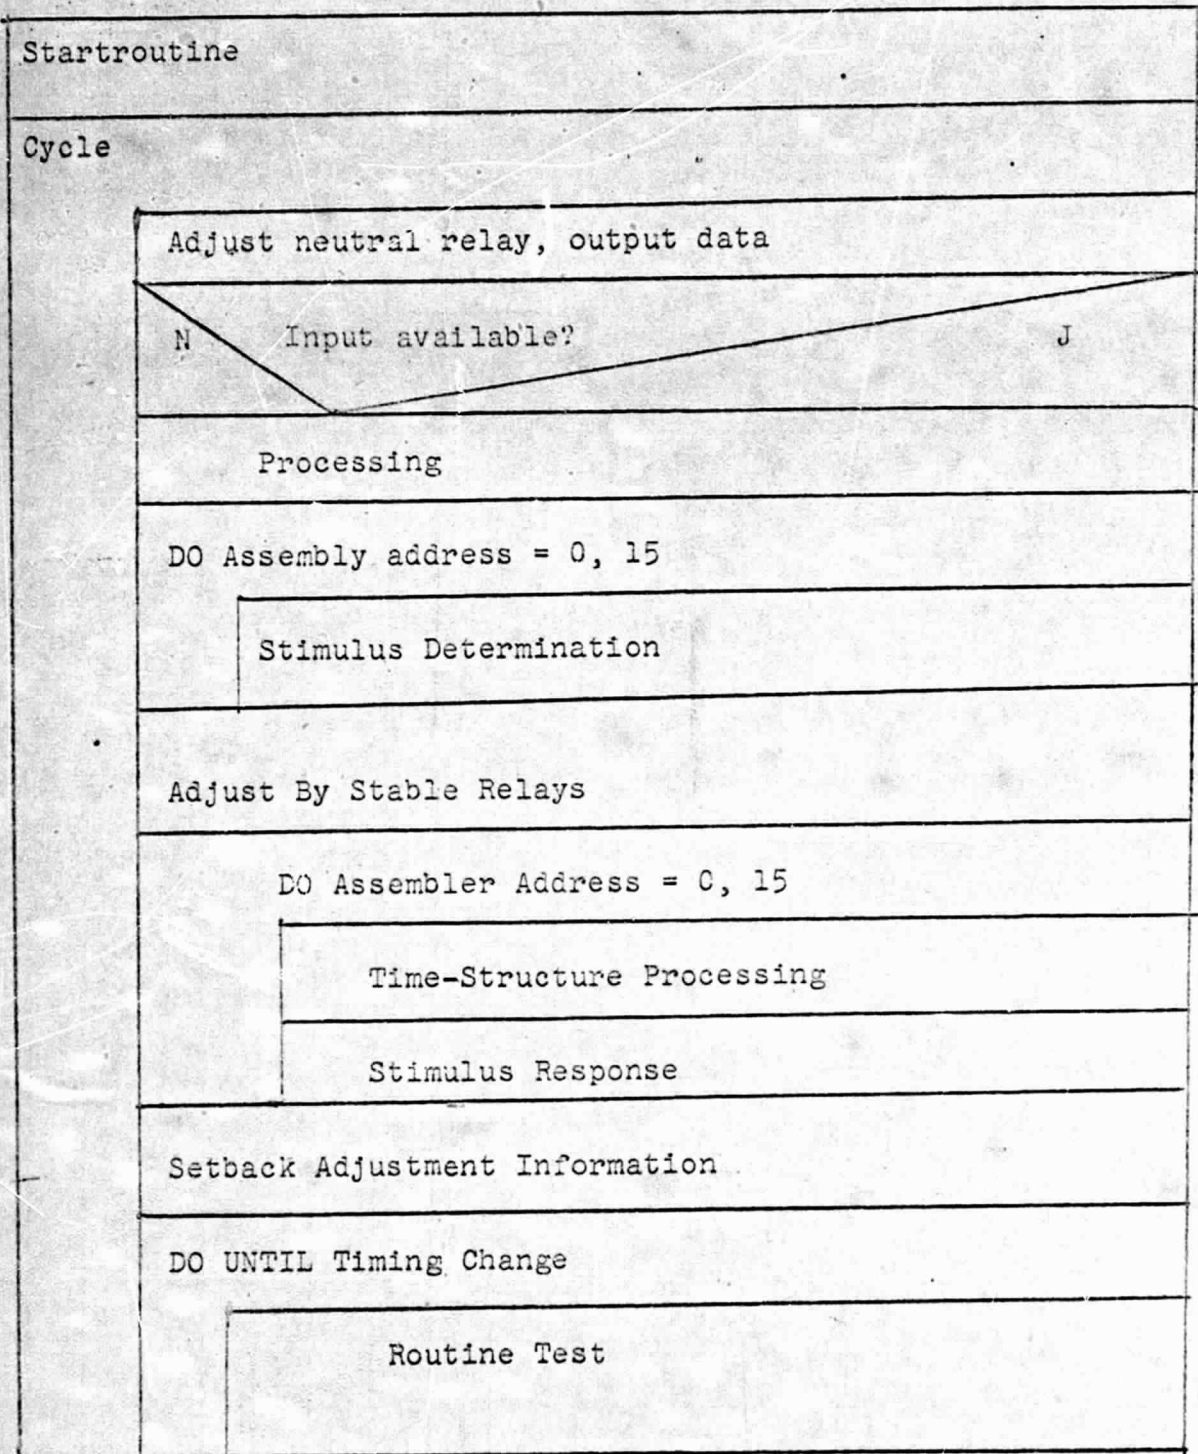 Startroutine
Cycle
Adjust neutral relay, output data
N Input available? J
Processing
DO Assembly address = 0, 15
Stimulus Determination
Adjust By Stable Relays
DO Assembler Address = 0, 15
Time-Structure Processing
Stimulus Response
Setback Adjustment Information
DO UNTIL Timing Change
Routine Test